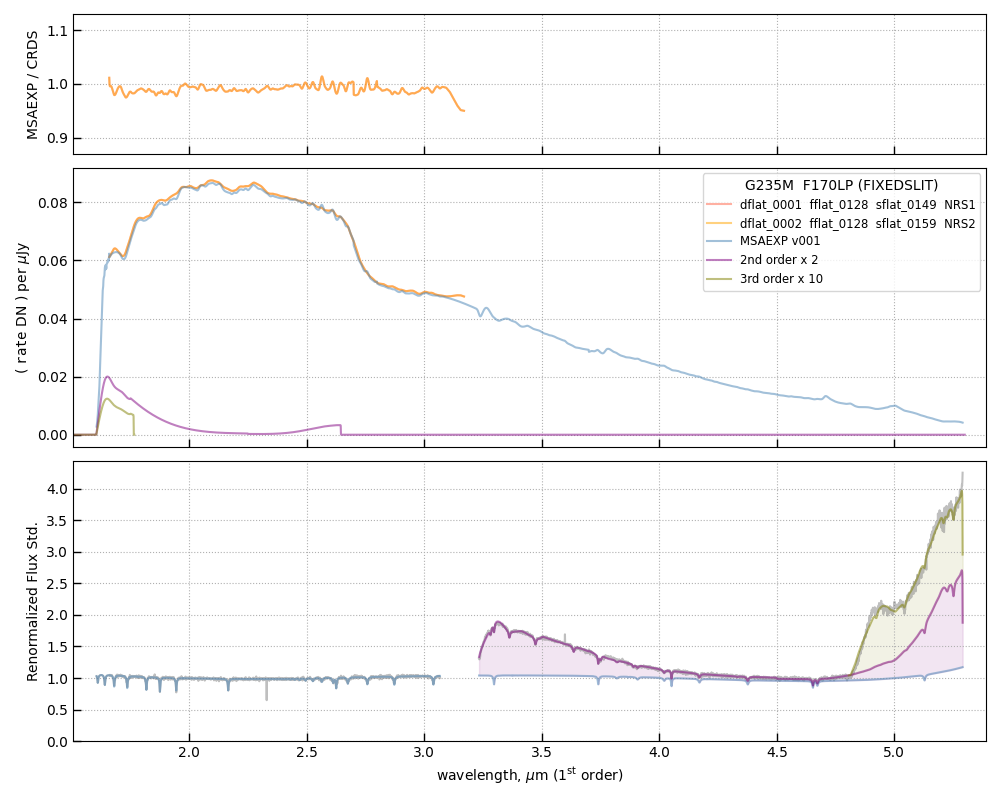 1.1
1.0
0.9
MSAEXP / CRDS
0.08
0.06
0.04
0.02
0.00
( rate DN ) per μJy
G235M  F170LP (FIXEDSLIT)
dflat_0001  fflat_0128  sflat_0149  NRS1
dflat_0002  fflat_0128  sflat_0159  NRS2
MSAEXP v001
2nd order x 2
3rd order x 10
4.0
3.5
3.0
2.5
2.0
1.5
1.0
0.5
0.0
Renormalized Flux Std.
2.0 2.5 3.0 3.5 4.0 4.5 5.0
wavelength, μm (1st order)